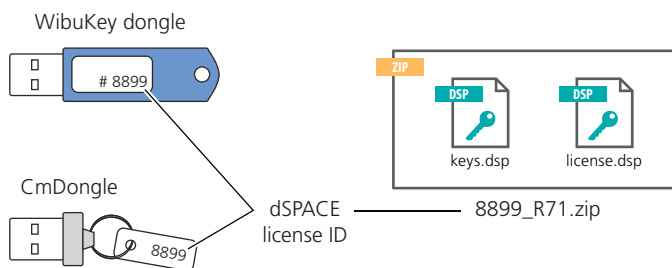 WibuKey dongle
# 8899
ZIP
DSP
DSP
keys.dsp
license.dsp
CmDongle
8899
dSPACE
license ID
8899_R71.zip